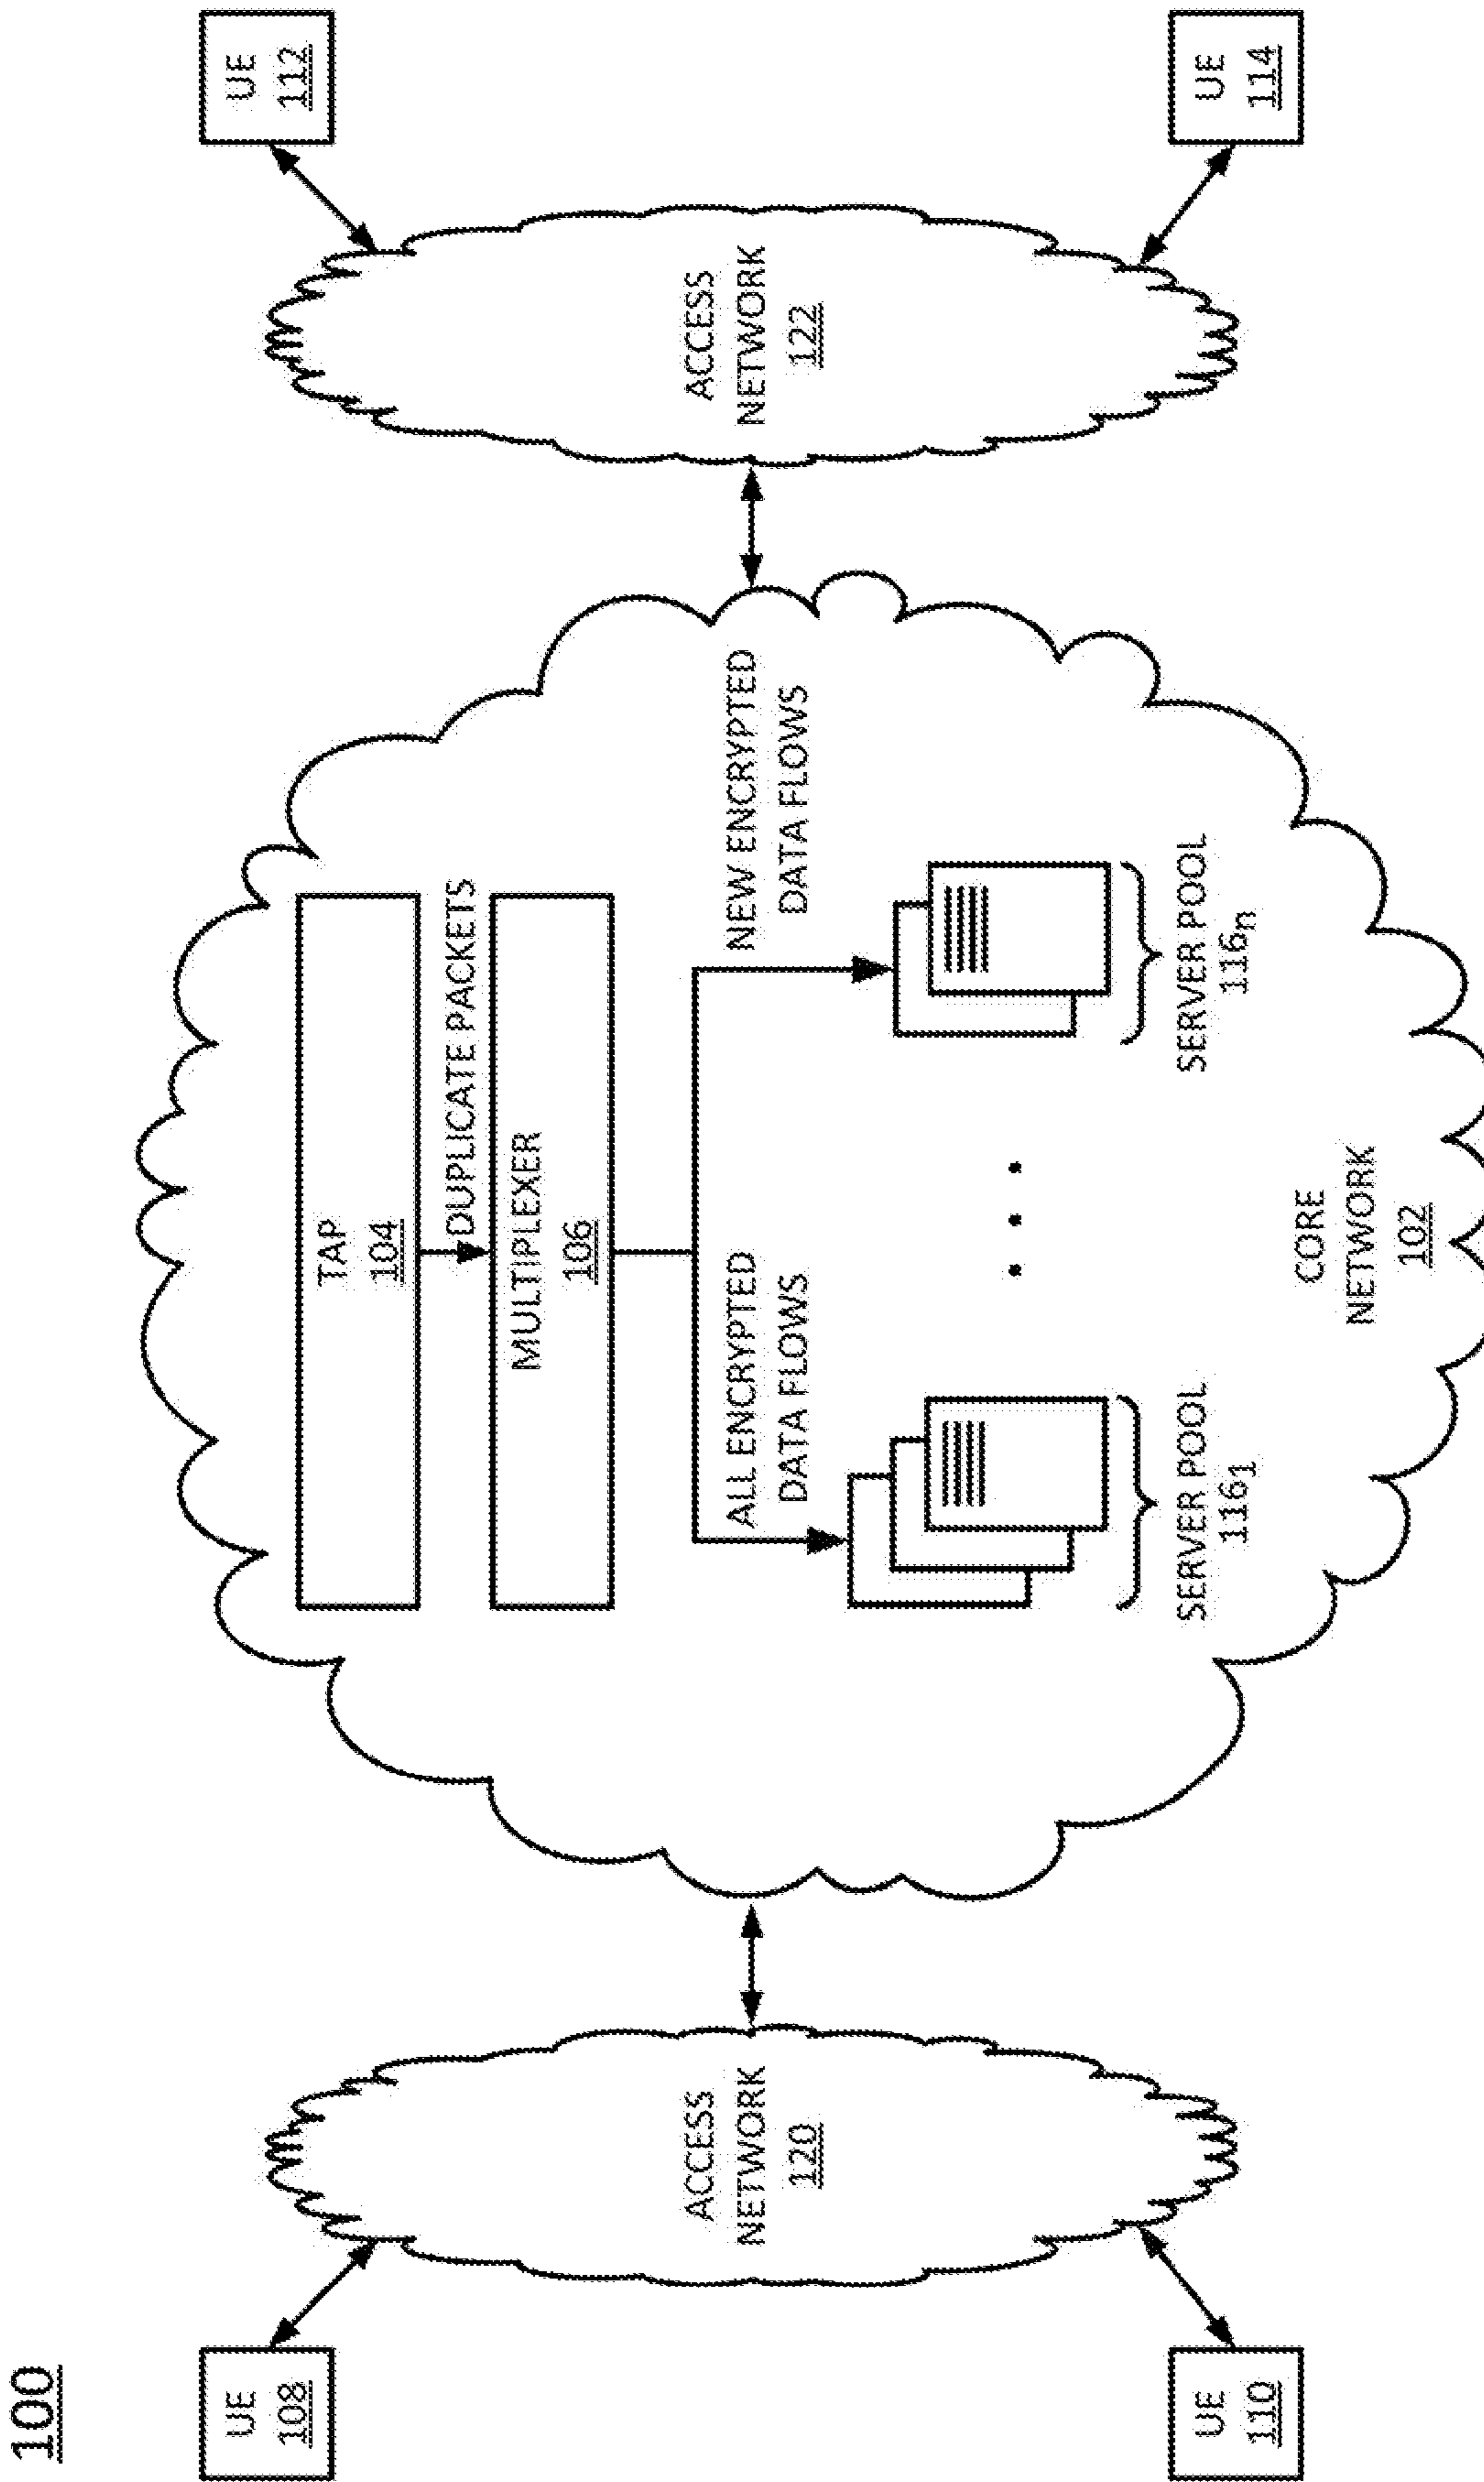 100
UE
108
UE
110
ACCESS
NETWORK
120
TAP
104
DUPLICATE PACKETS
MULTIPLEXER
106
ALL ENCRYPTED
DATA FLOWS
NEW ENCRYPTED
DATA FLOWS
SERVER POOL
116₁
SERVER POOL
116ₙ
CORE
NETWORK
102
ACCESS
NETWORK
122
UE
112
UE
114